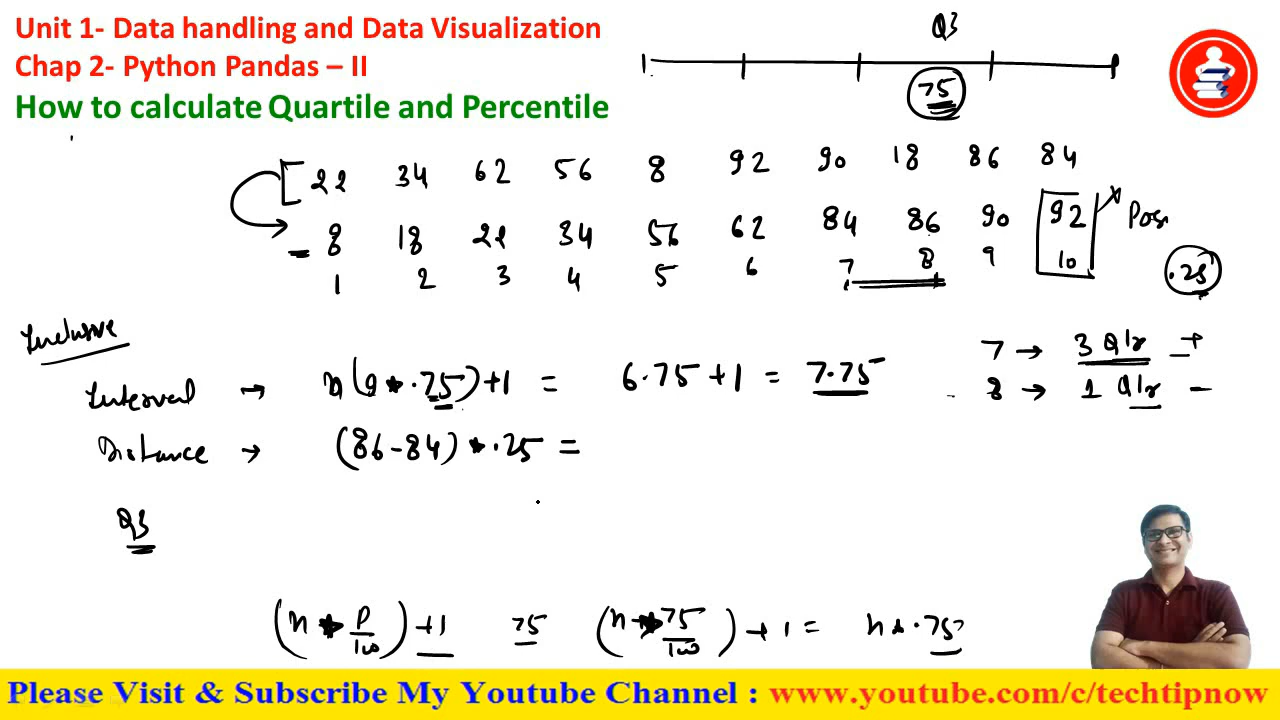 Unit 1- Data handling and Data Visualization
Chap 2- Python Pandas – II
How to calculate Quartile and Percentile
Q3
75
22 34 62 56 8 92 90 18 86 84
8 18 22 34 56 62 84 86 90 92 Pos
1 2 3 4 5 6 7 8 9 10 .25
Inclusive
7 → 3 Qtr +
Interval → n(9 * .75) + 1 = 6.75 + 1 = 7.75
8 → 1 Qtr -
Distance → (86 - 84) * .25 =
Q3
(n * P/100) + 1 75 (n * 75/100) + 1 = n * .75
Please Visit & Subscribe My Youtube Channel : www.youtube.com/c/techtipnow